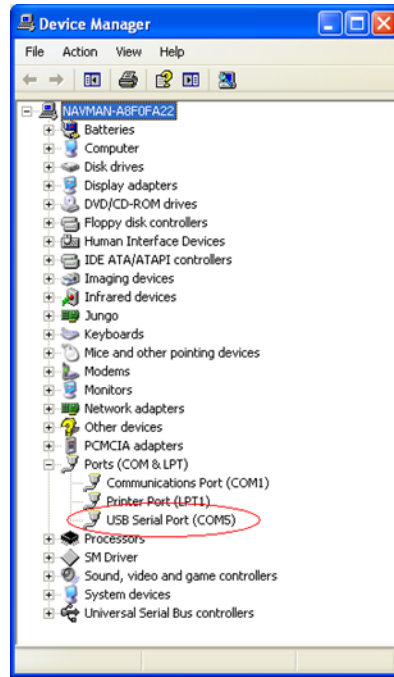 Device Manager
File Action View Help
NAVMAN-A8F0FA22
Batteries
Computer
Disk drives
Display adapters
DVD/CD-ROM drives
Floppy disk controllers
Human Interface Devices
IDE ATA/ATAPI controllers
Imaging devices
Infrared devices
Jungo
Keyboards
Mice and other pointing devices
Modems
Monitors
Network adapters
Other devices
PCMCIA adapters
Ports (COM & LPT)
Communications Port (COM1)
Printer Port (LPT1)
USB Serial Port (COM5)
Processors
SM Driver
Sound, video and game controllers
System devices
Universal Serial Bus controllers